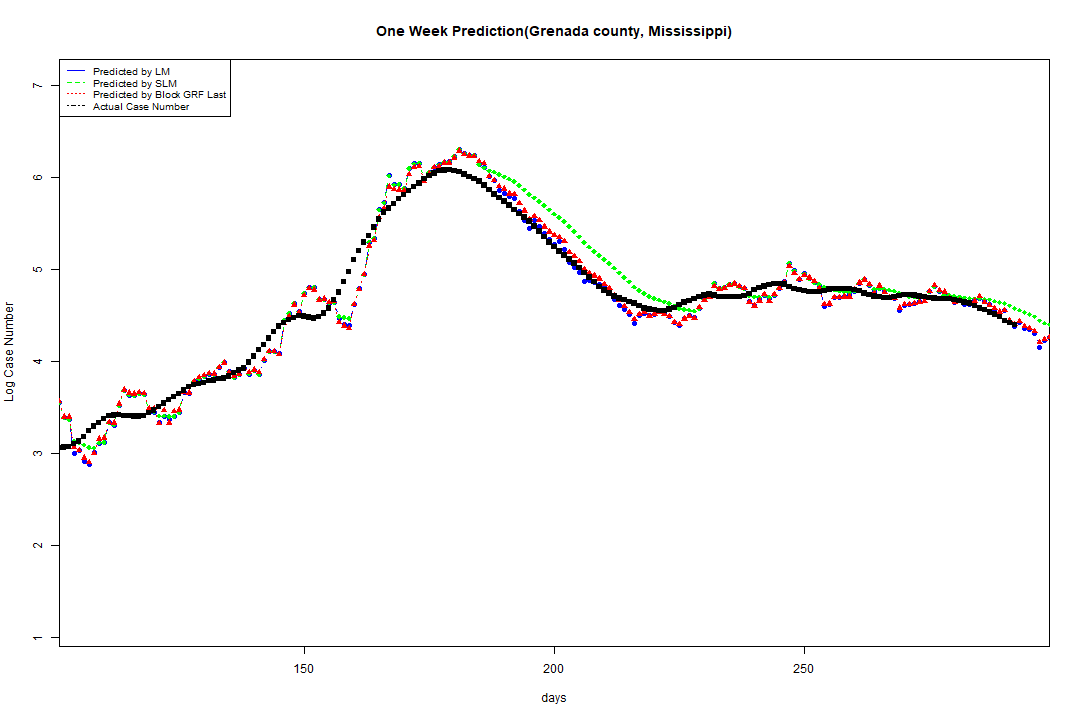 One Week Prediction(Grenada county, Mississippi)
Predicted by LM
Predicted by SLM
Predicted by Block GRF Last
Actual Case Number
7
6
5
4
3
2
1
Log Case Number
150
200
250
days